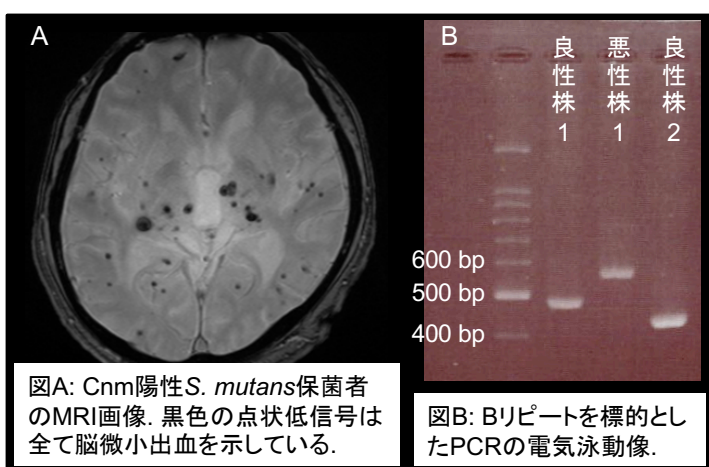 A
図A: Cnm陽性S. mutans保菌者
のMRI画像. 黒色の点状低信号は
全て脳微小出血を示している.
B
良性株1
悪性株1
良性株2
600 bp
500 bp
400 bp
図B: Bリピートを標的とし
たPCRの電気泳動像.